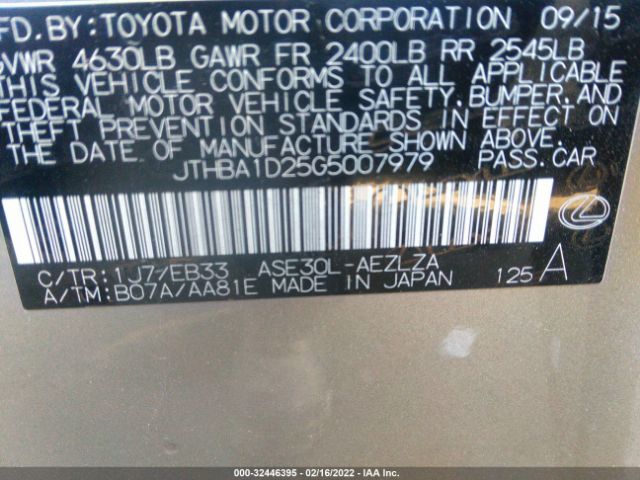 FD. BY: TOYOTA MOTOR CORPORATION 09/15
GVWR 4630LB GAWR FR 2400LB RR 2545LB
THIS VEHICLE CONFORMS TO ALL APPLICABLE
FEDERAL MOTOR VEHICLE SAFETY, BUMPER, AND
THEFT PREVENTION STANDARDS IN EFFECT ON
THE DATE OF MANUFACTURE SHOWN ABOVE.
JTHBA1D25G5007979 PASS. CAR
C/TR: 1J7/EB33 ASE30L-AEZLZA
A/TM: B07A/AA81E MADE IN JAPAN 125 A
000-32446395 - 02/16/2022 - IAA Inc.